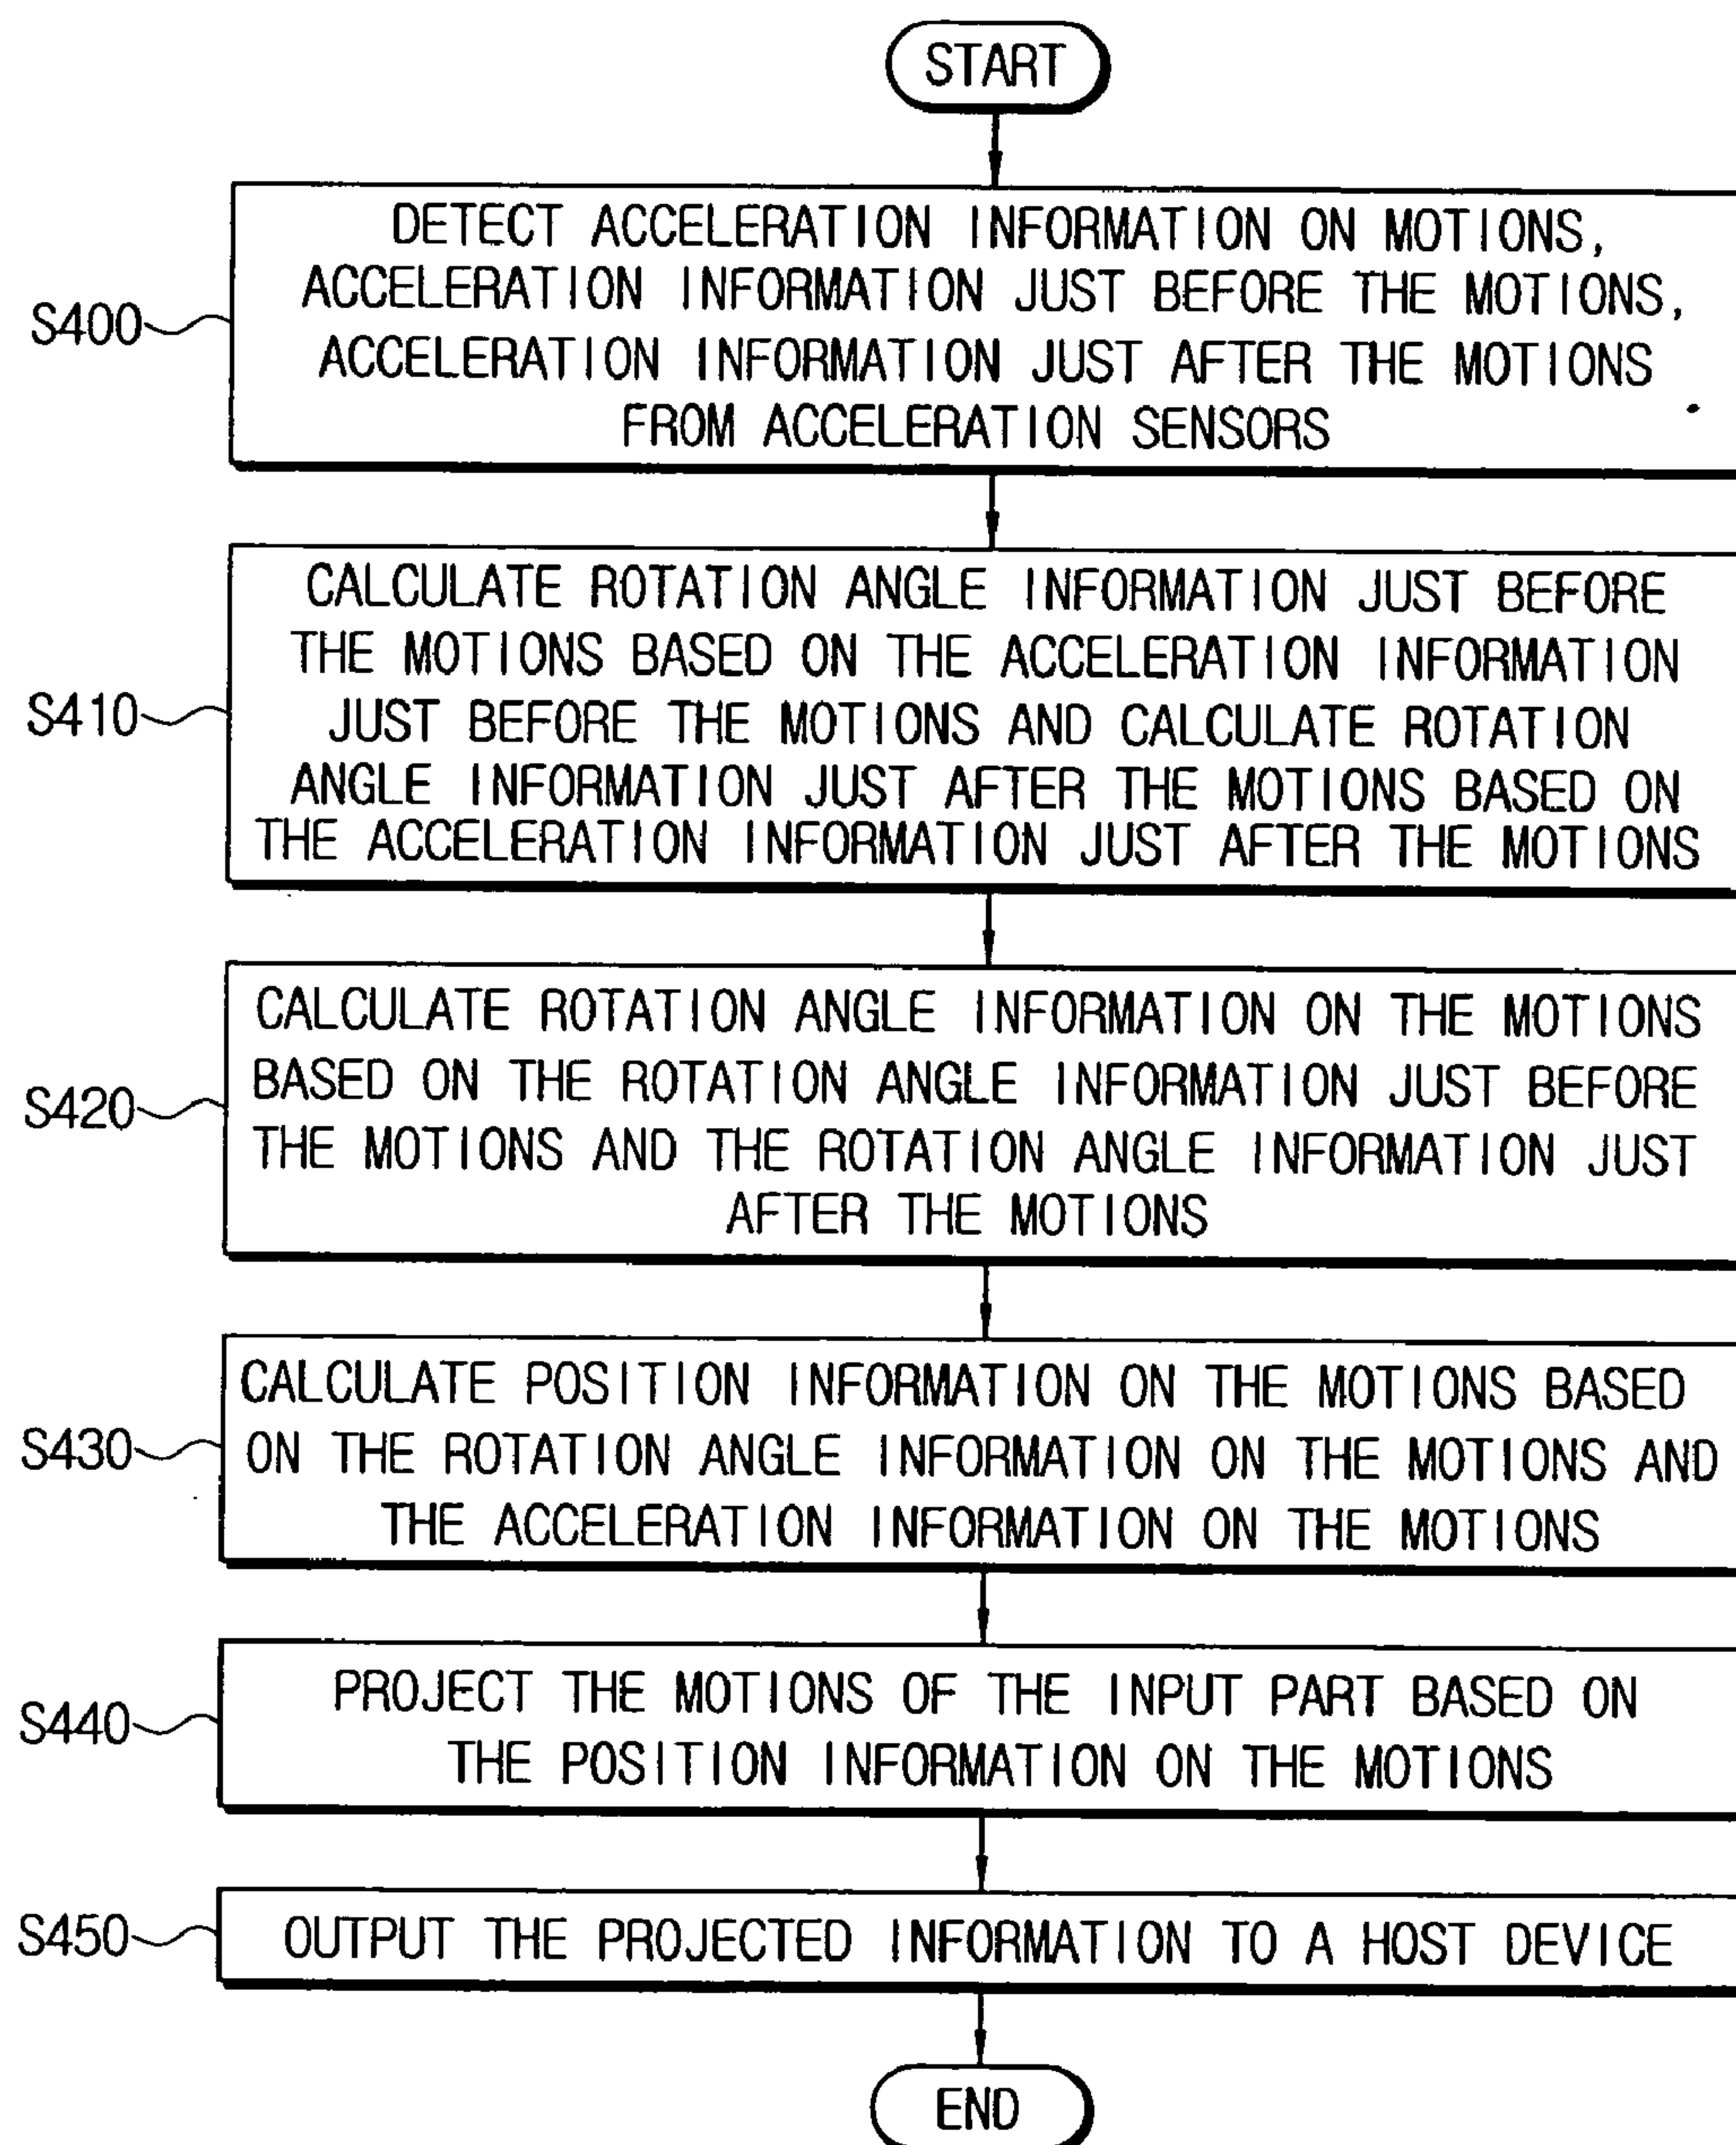 START
DETECT ACCELERATION INFORMATION ON MOTIONS,
ACCELERATION INFORMATION JUST BEFORE THE MOTIONS,
S400
ACCELERATION INFORMATION JUST AFTER THE MOTIONS
FROM ACCELERATION SENSORS
CALCULATE ROTATION ANGLE INFORMATION JUST BEFORE
THE MOTIONS BASED ON THE ACCELERATION INFORMATION
S410
JUST BEFORE THE MOTIONS AND CALCULATE ROTATION
ANGLE INFORMATION JUST AFTER THE MOTIONS BASED ON
THE ACCELERATION INFORMATION JUST AFTER THE MOTIONS
CALCULATE ROTATION ANGLE INFORMATION ON THE MOTIONS
BASED ON THE ROTATION ANGLE INFORMATION JUST BEFORE
S420
THE MOTIONS AND THE ROTATION ANGLE INFORMATION JUST
AFTER THE MOTIONS
CALCULATE POSITION INFORMATION ON THE MOTIONS BASED
S430
ON THE ROTATION ANGLE INFORMATION ON THE MOTIONS AND
THE ACCELERATION INFORMATION ON THE MOTIONS
S440
PROJECT THE MOTIONS OF THE INPUT PART BASED ON
THE POSITION INFORMATION ON THE MOTIONS
S450
OUTPUT THE PROJECTED INFORMATION TO A HOST DEVICE
END